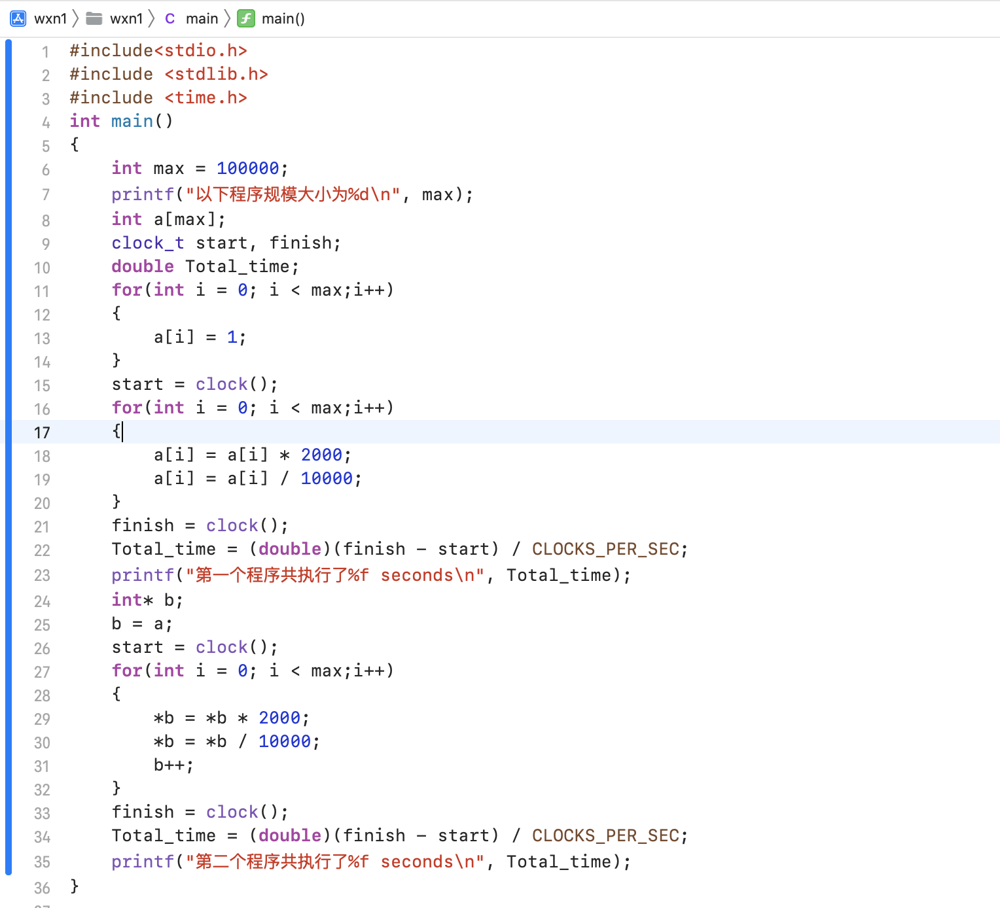 wxn1 〉 wxn1 〉 C main 〉 f main()
1 #include<stdio.h>
2 #include <stdlib.h>
3 #include <time.h>
4 int main()
5 {
6     int max = 100000;
7     printf("以下程序规模大小为%d\n", max);
8     int a[max];
9     clock_t start, finish;
10     double Total_time;
11     for(int i = 0; i < max;i++)
12     {
13         a[i] = 1;
14     }
15     start = clock();
16     for(int i = 0; i < max;i++)
17     {
18         a[i] = a[i] * 2000;
19         a[i] = a[i] / 10000;
20     }
21     finish = clock();
22     Total_time = (double)(finish - start) / CLOCKS_PER_SEC;
23     printf("第一个程序共执行了%f seconds\n", Total_time);
24     int* b;
25     b = a;
26     start = clock();
27     for(int i = 0; i < max;i++)
28     {
29         *b = *b * 2000;
30         *b = *b / 10000;
31         b++;
32     }
33     finish = clock();
34     Total_time = (double)(finish - start) / CLOCKS_PER_SEC;
35     printf("第二个程序共执行了%f seconds\n", Total_time);
36 }